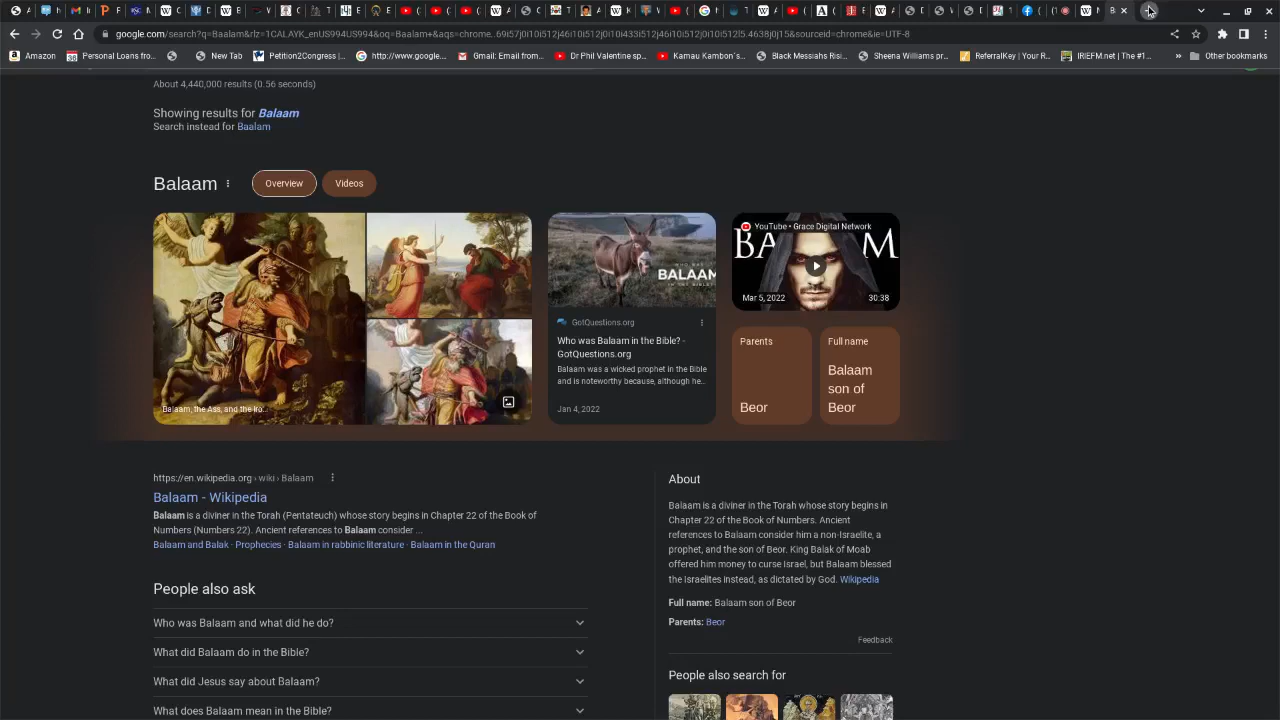 google.com/search?q=Baalam&rlz=1CALAYK_enUS994US994&oq=Baalam+&aqs=chrome..69i57j0i10i512j46i10i512j0i10i433i512j46i10i512j0i10i512l5.4638j0j15&sourceid=chrome&ie=UTF-8
Amazon
Personal Loans fro...
New Tab
Petition2Congress |...
http://www.google...
Gmail: Email from...
Dr Phil Valentine sp...
Kamau Kambon's...
Black Messiahs Risi...
Sheena Williams pr...
ReferralKey | Your R...
IRIEFM.net | The #1...
»
Other bookmarks
About 4,440,000 results (0.56 seconds)
Showing results for Balaam
Search instead for Baalam
Balaam
Overview
Videos
Balaam, the Ass, and the Iro...
WHO WAS
BALAAM
IN THE BIBLE?
GotQuestions.org
Who was Balaam in the Bible? -
GotQuestions.org
Balaam was a wicked prophet in the Bible
and is noteworthy because, although he...
Jan 4, 2022
YouTube • Grace Digital Network
Mar 5, 2022
30:38
Parents
Beor
Full name
Balaam
son of
Beor
https://en.wikipedia.org › wiki › Balaam
Balaam - Wikipedia
Balaam is a diviner in the Torah (Pentateuch) whose story begins in Chapter 22 of the Book of
Numbers (Numbers 22). Ancient references to Balaam consider ...
Balaam and Balak · Prophecies · Balaam in rabbinic literature · Balaam in the Quran
People also ask
Who was Balaam and what did he do?
What did Balaam do in the Bible?
What did Jesus say about Balaam?
What does Balaam mean in the Bible?
About
Balaam is a diviner in the Torah whose story begins in
Chapter 22 of the Book of Numbers. Ancient
references to Balaam consider him a non-Israelite, a
prophet, and the son of Beor. King Balak of Moab
offered him money to curse Israel, but Balaam blessed
the Israelites instead, as dictated by God. Wikipedia
Full name: Balaam son of Beor
Parents: Beor
Feedback
People also search for